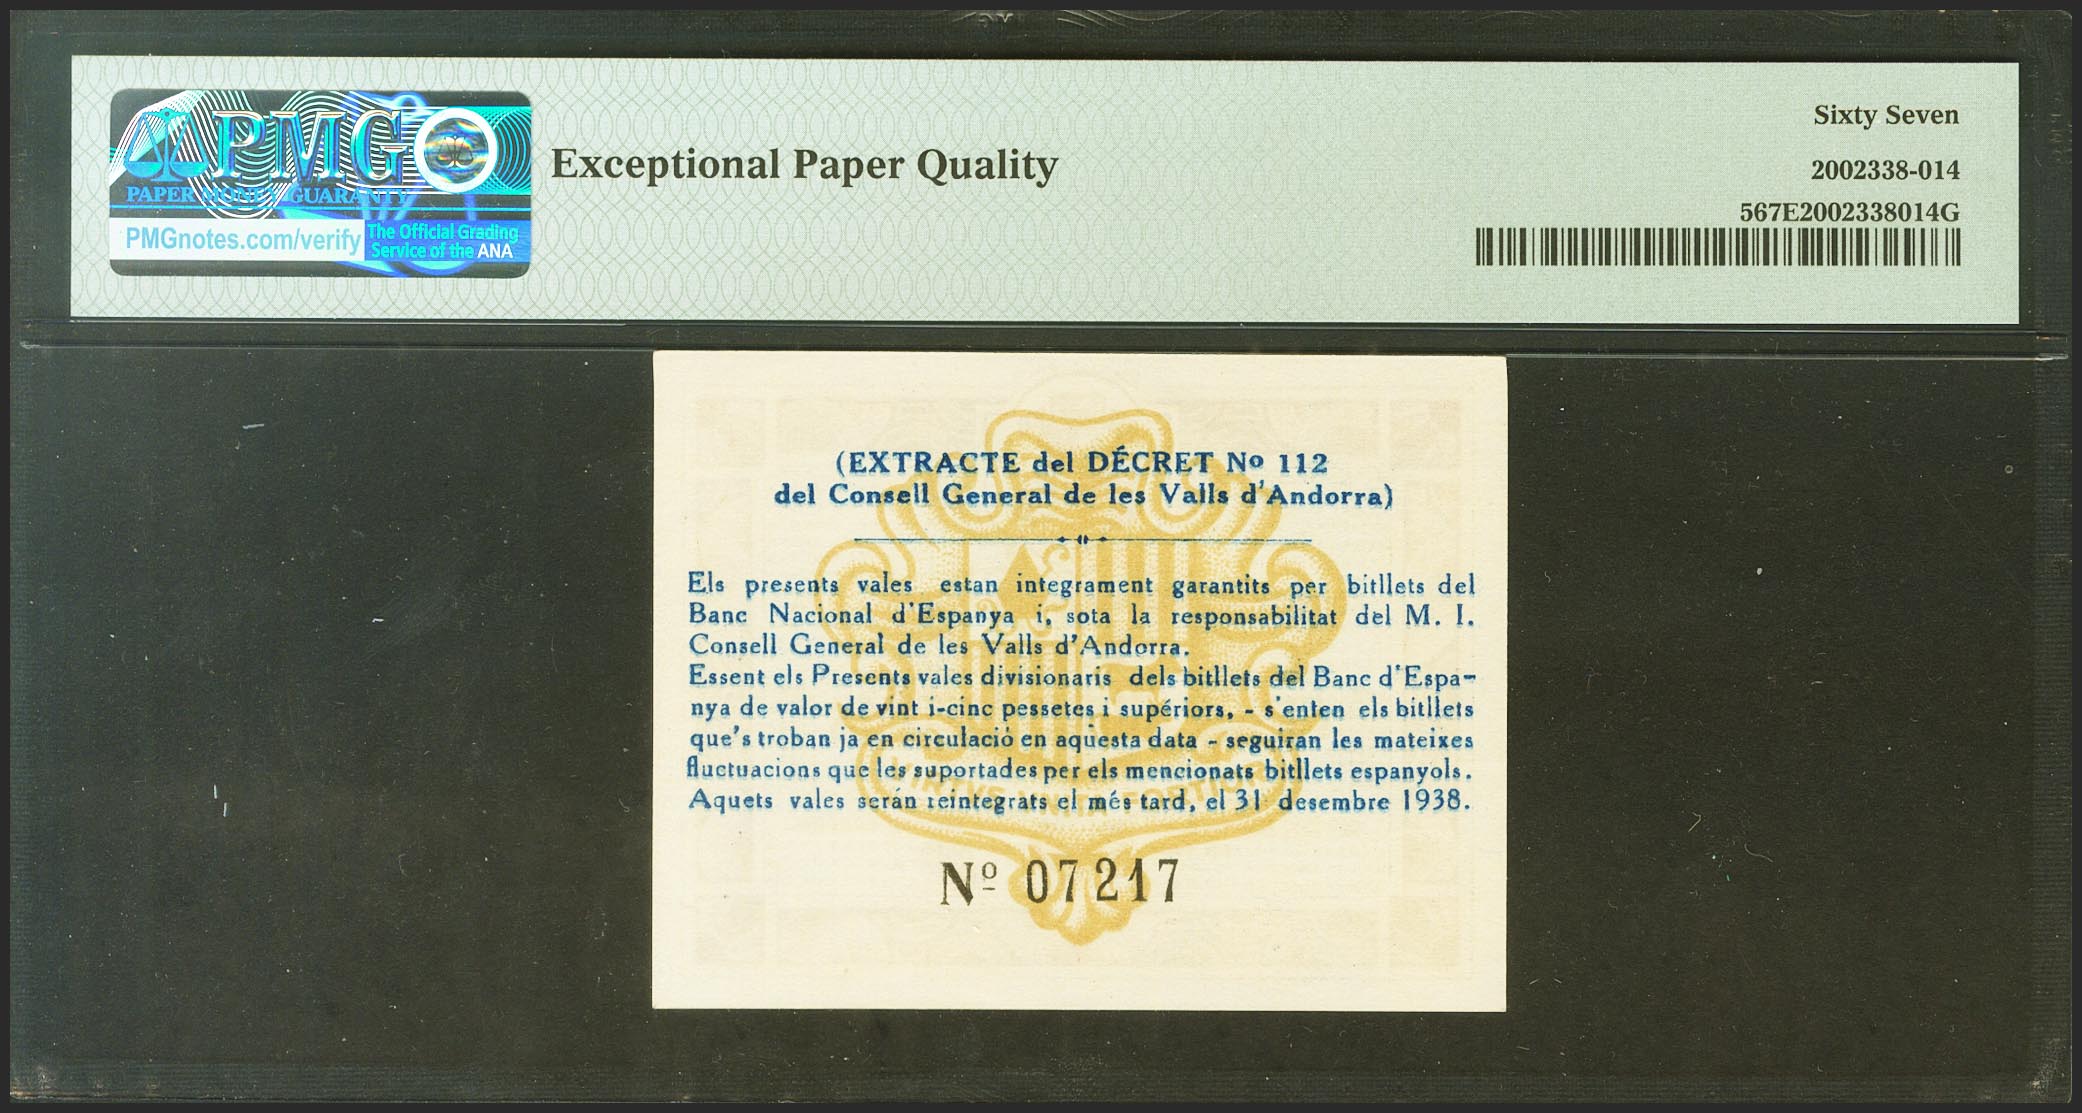 PMG
PAPER MONEY GUARANTY
PMGnotes.com/verify
The Official Grading
Service of the ANA
Exceptional Paper Quality
Sixty Seven
2002338-014
567E2002338014G
(EXTRACTE del DÉCRET Nº 112
del Consell General de les Valls d'Andorra)
Els presents vales estan integrament garantits per bitllets del
Banc Nacional d'Espanya i, sota la responsabilitat del M. I.
Consell General de les Valls d'Andorra.
Essent els Presents vales divisionaris dels bitllets del Banc d'Espa-
nya de valor de vint i-cinc pessetes i supériors, - s'enten els bitllets
que's troban ja en circulació en aquesta data - seguiran les mateixes
fluctuacions que les suportades per els mencionats bitllets espanyols.
Aquets vales serán reintegrats el més tard, el 31 desembre 1938.
Nº 07217